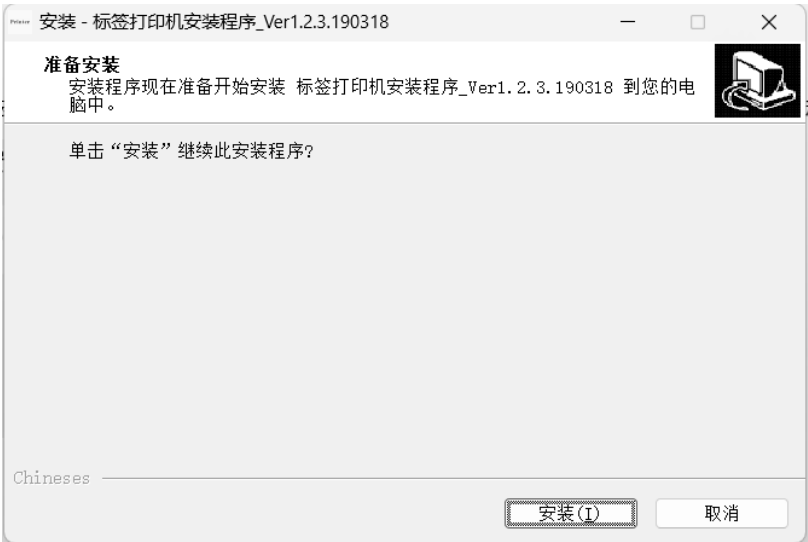 安装 - 标签打印机安装程序_Ver1.2.3.190318
准备安装
安装程序现在准备开始安装 标签打印机安装程序_Ver1.2.3.190318 到您的电
脑中。
单击“安装”继续此安装程序?
Chineses
安装(I)
取消